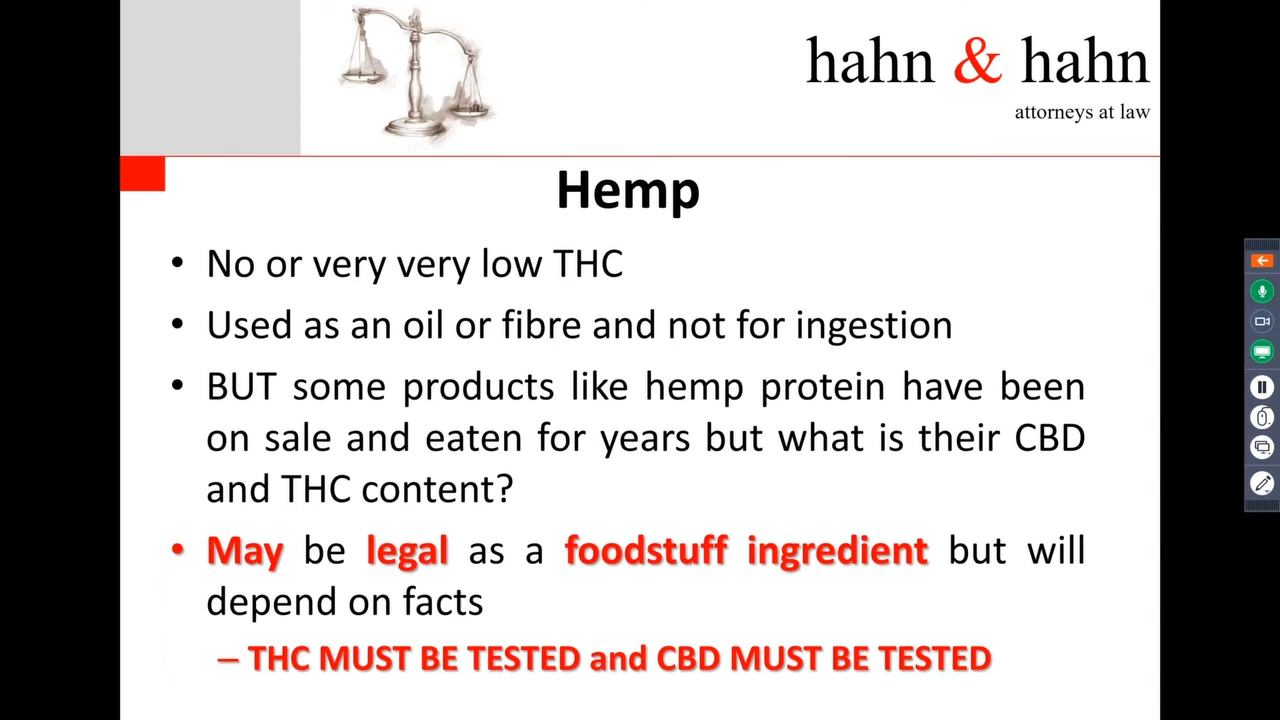 hahn & hahn
attorneys at law
Hemp
• No or very very low THC
• Used as an oil or fibre and not for ingestion
• BUT some products like hemp protein have been
on sale and eaten for years but what is their CBD
and THC content?
• May be legal as a foodstuff ingredient but will
depend on facts
– THC MUST BE TESTED and CBD MUST BE TESTED